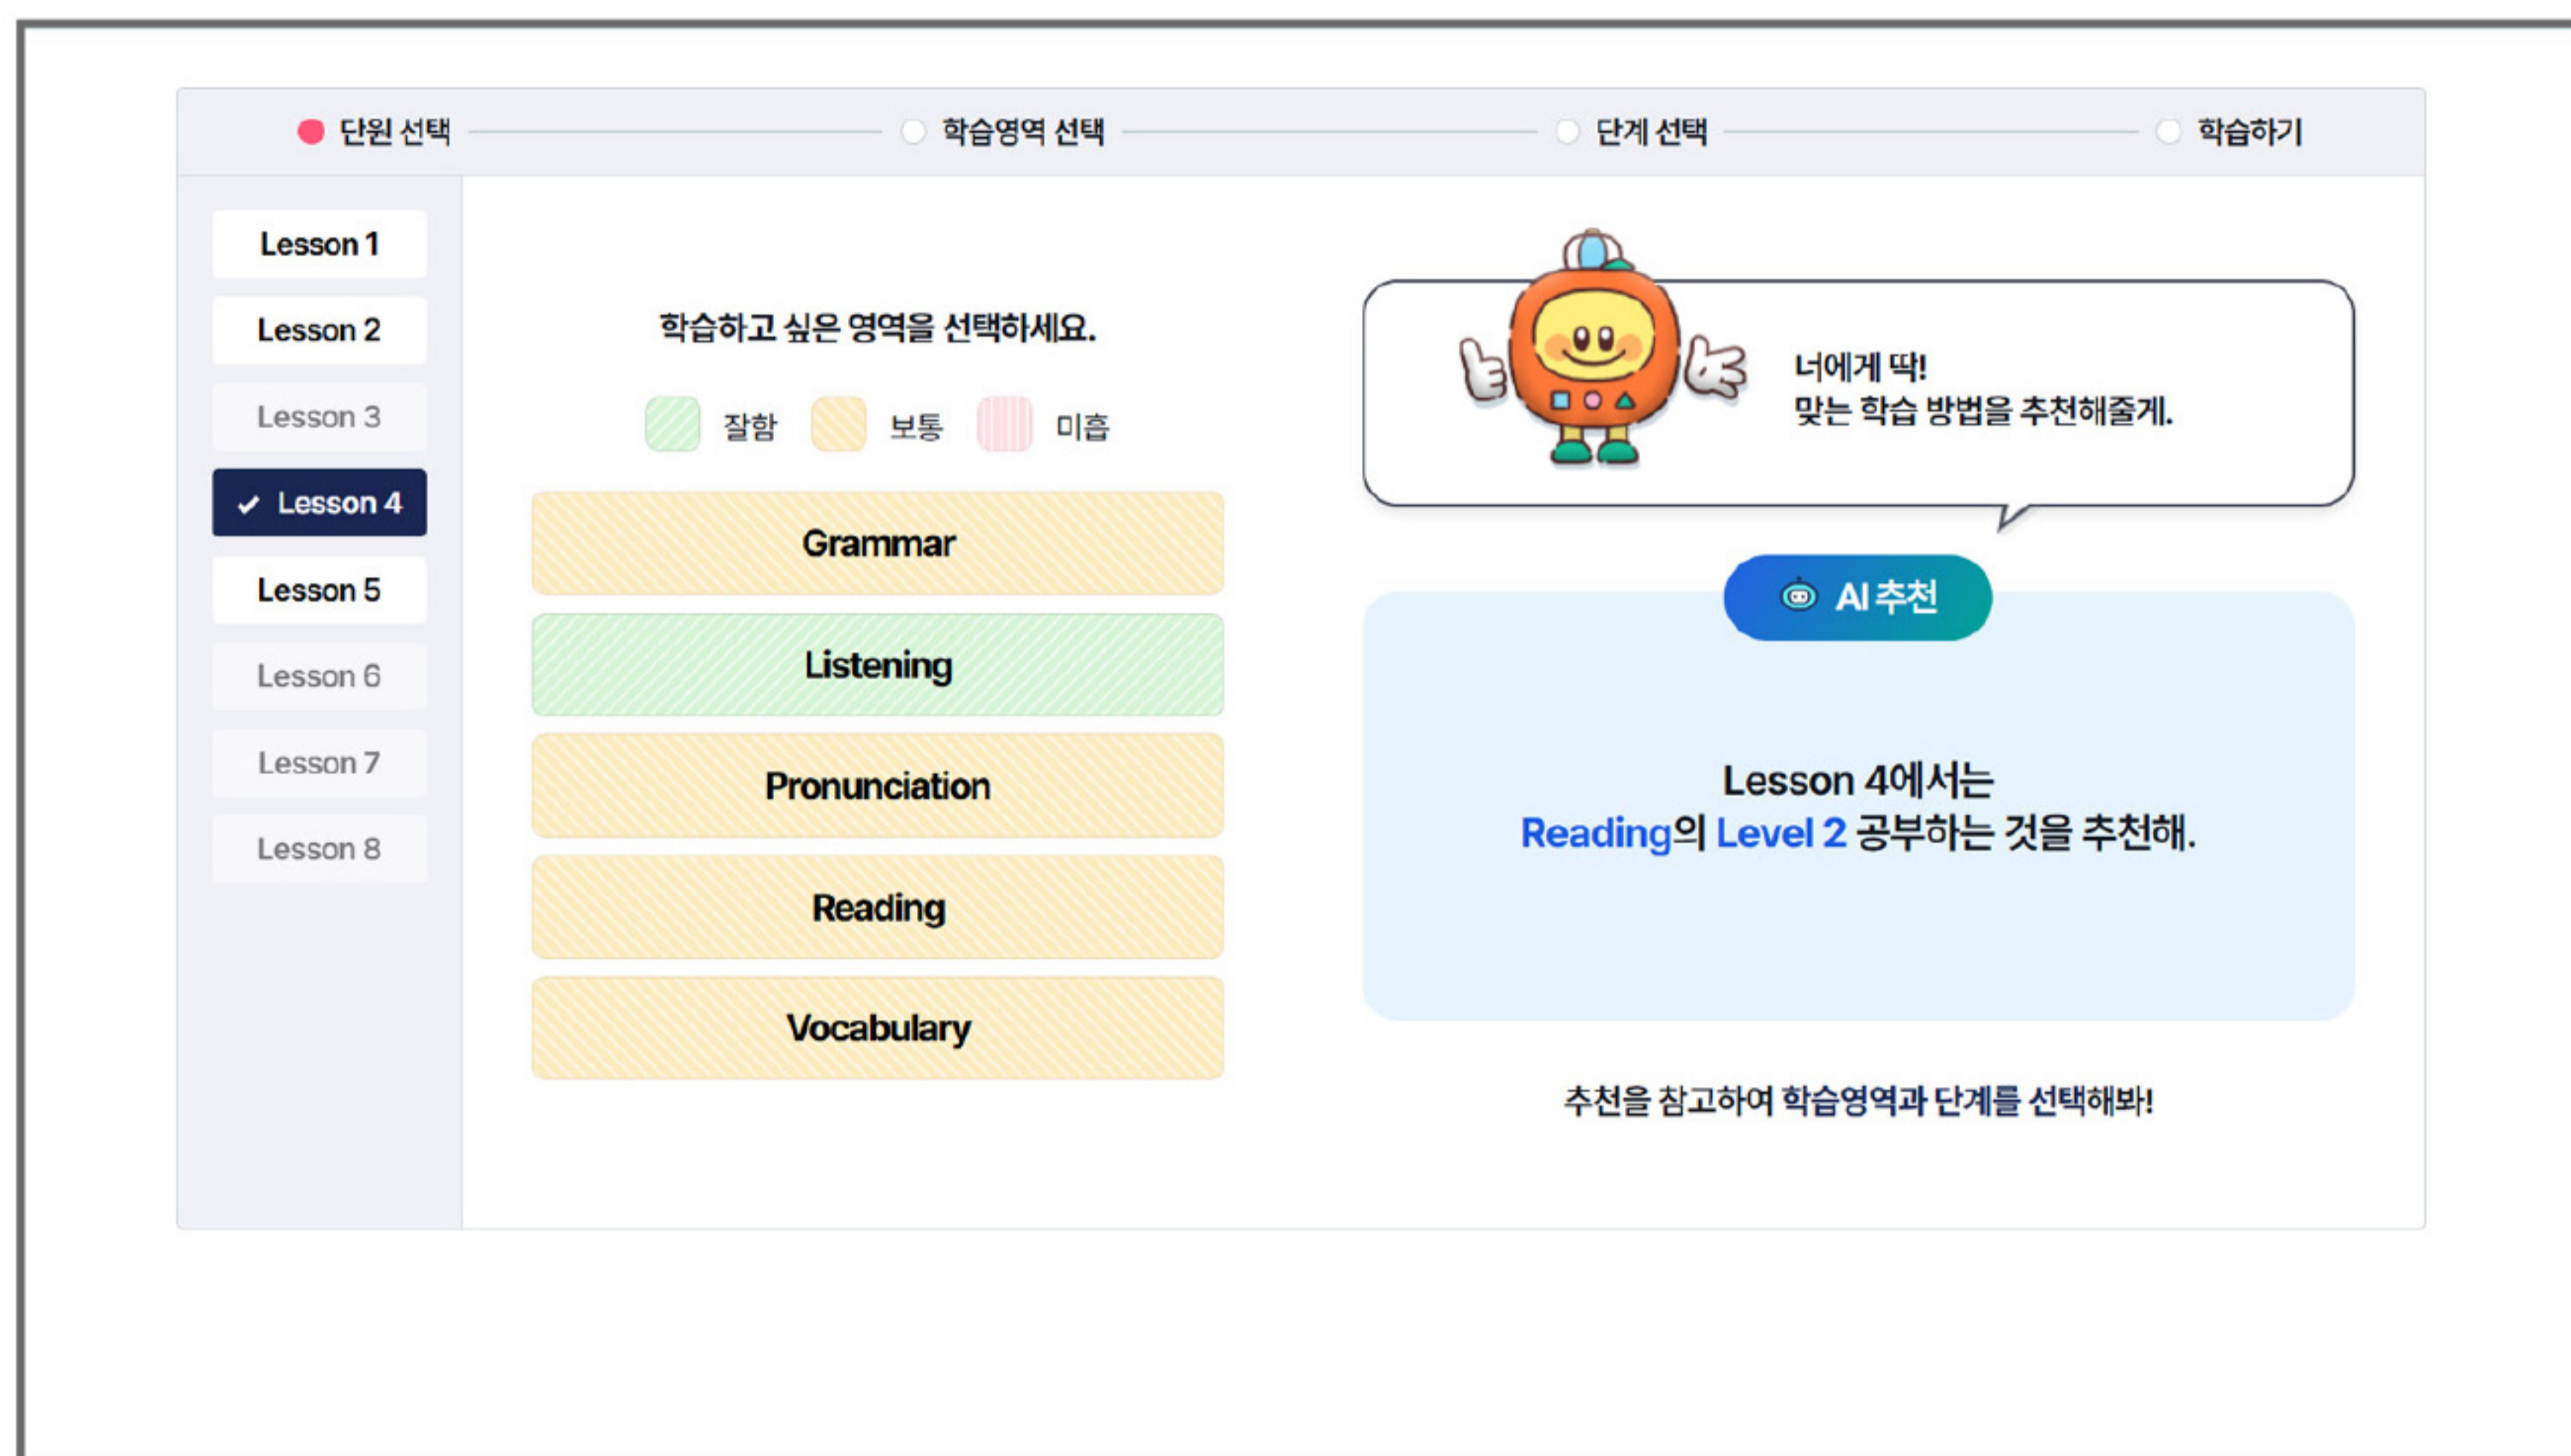 단원 선택
학습영역 선택
단계 선택
학습하기
Lesson 1
Lesson 2
Lesson 3
Lesson 4
Lesson 5
Lesson 6
Lesson 7
Lesson 8
학습하고 싶은 영역을 선택하세요.
잘함 보통 미흡
Grammar
Listening
Pronunciation
Reading
Vocabulary
너에게 딱!
맞는 학습 방법을 추천해줄게.
AI 추천
Lesson 4에서는
Reading의 Level 2 공부하는 것을 추천해.
추천을 참고하여 학습영역과 단계를 선택해봐!